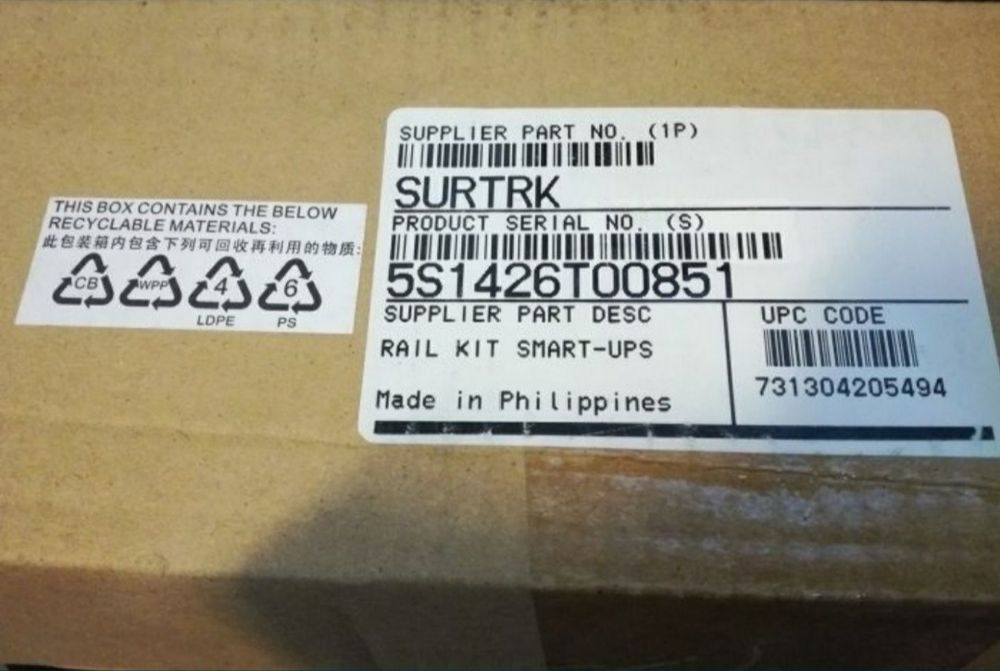 THIS BOX CONTAINS THE BELOW
RECYCLABLE MATERIALS:
此包装箱内包含下列可回收再利用的物质:
CB WPP 4 6
LDPE PS
SUPPLIER PART NO. (1P)
SURTRK
PRODUCT SERIAL NO. (S)
5S1426T00851
SUPPLIER PART DESC
RAIL KIT SMART-UPS
Made in Philippines
UPC CODE
731304205494